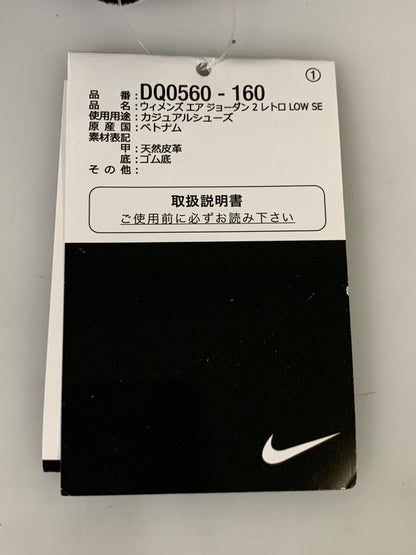 ①
品番：DQ0560 - 160
品名：ウィメンズ エア ジョーダン 2 レトロ LOW SE
使用用途：カジュアルシューズ
原産国：ベトナム
素材表記
甲：天然皮革
底：ゴム底
その他：
取扱説明書
ご使用前に必ずお読み下さい